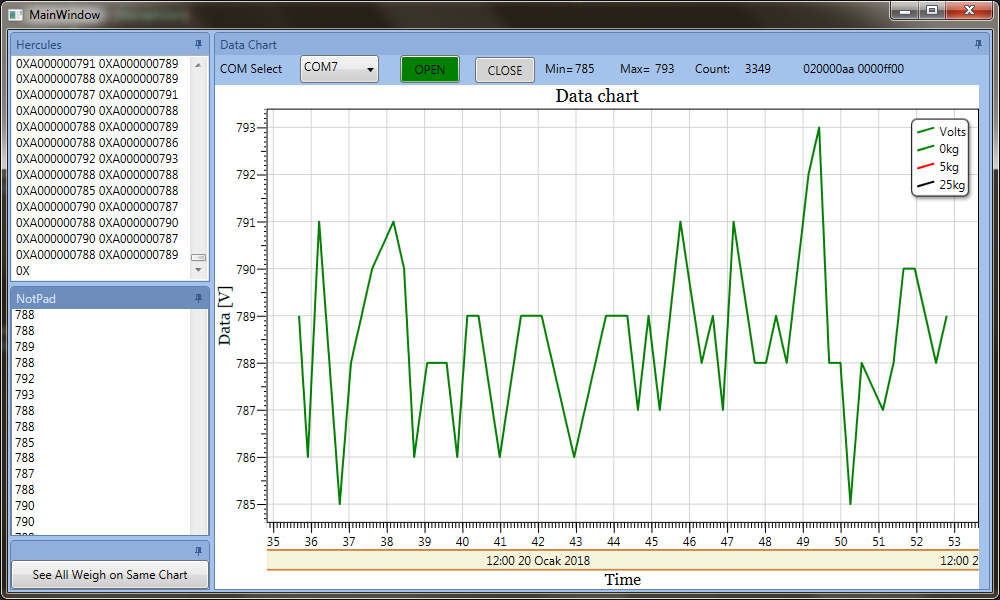 MainWindow
Hercules
0XA000000791 0XA000000789
0XA000000788 0XA000000789
0XA000000787 0XA000000791
0XA000000790 0XA000000788
0XA000000788 0XA000000789
0XA000000788 0XA000000786
0XA000000792 0XA000000793
0XA000000788 0XA000000788
0XA000000785 0XA000000788
0XA000000790 0XA000000787
0XA000000788 0XA000000790
0XA000000790 0XA000000787
0XA000000788 0XA000000789
0X
NotPad
788
788
789
788
792
793
788
788
785
788
787
788
790
790
See All Weigh on Same Chart
Data Chart
COM Select COM7 OPEN CLOSE Min= 785 Max= 793 Count: 3349 020000aa 0000ff00
Data chart
Volts
0kg
5kg
25kg
Data [V]
793
792
791
790
789
788
787
786
785
35 36 37 38 39 40 41 42 43 44 45 46 47 48 49 50 51 52 53
12:00 20 Ocak 2018 12:00 2
Time